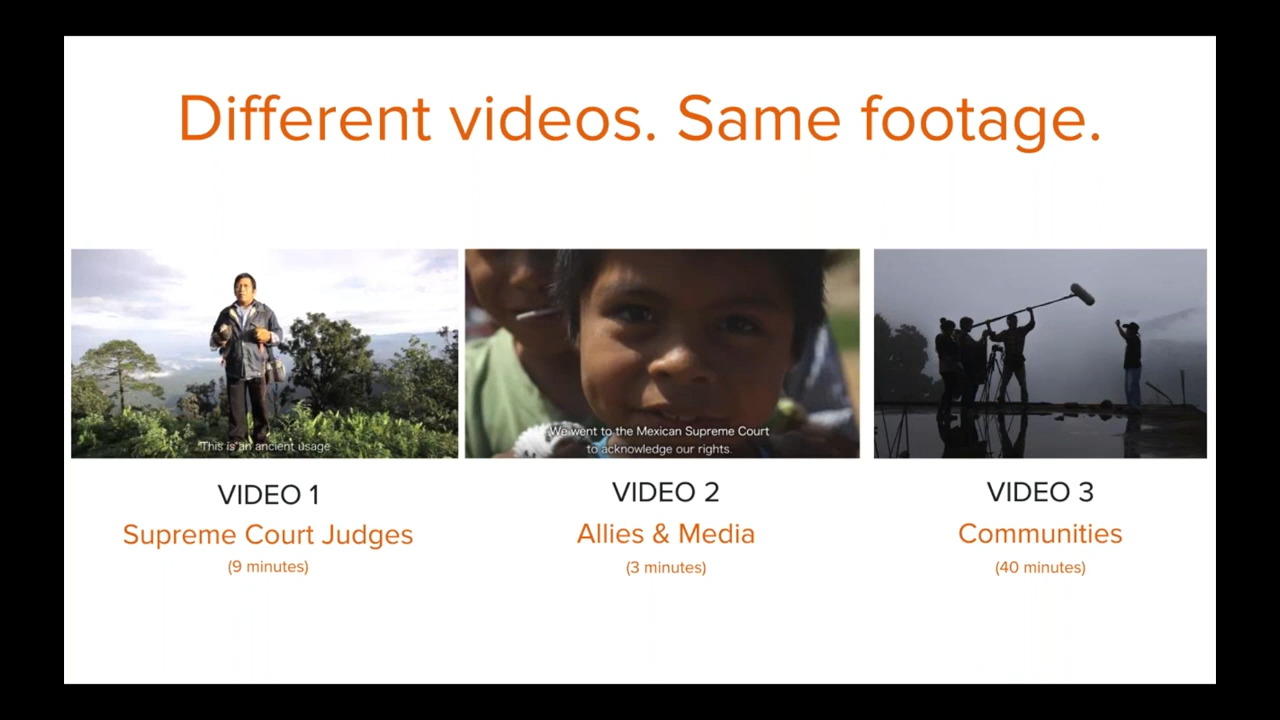 Different videos. Same footage.
This is an ancient usage
We went to the Mexican Supreme Court
to acknowledge our rights.
VIDEO 1
Supreme Court Judges
(9 minutes)
VIDEO 2
Allies & Media
(3 minutes)
VIDEO 3
Communities
(40 minutes)